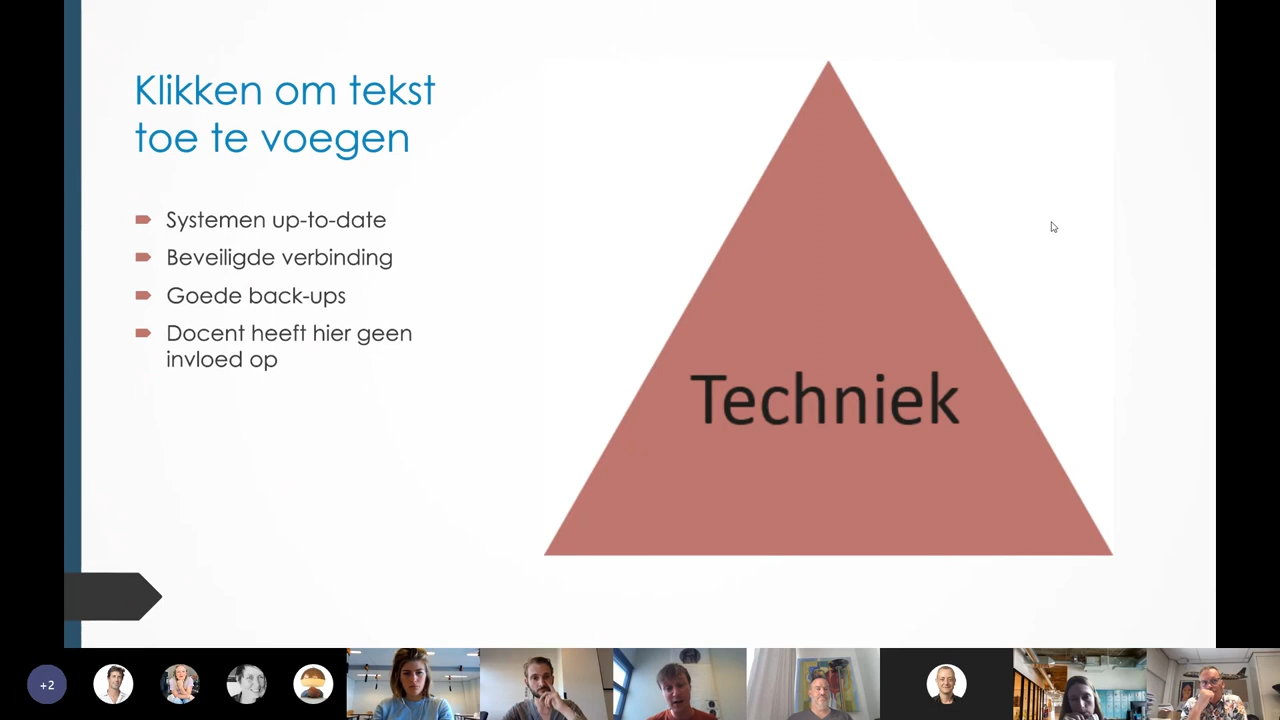 Klikken om tekst
toe te voegen
Systemen up-to-date
Beveiligde verbinding
Goede back-ups
Docent heeft hier geen
invloed op
Techniek
+2